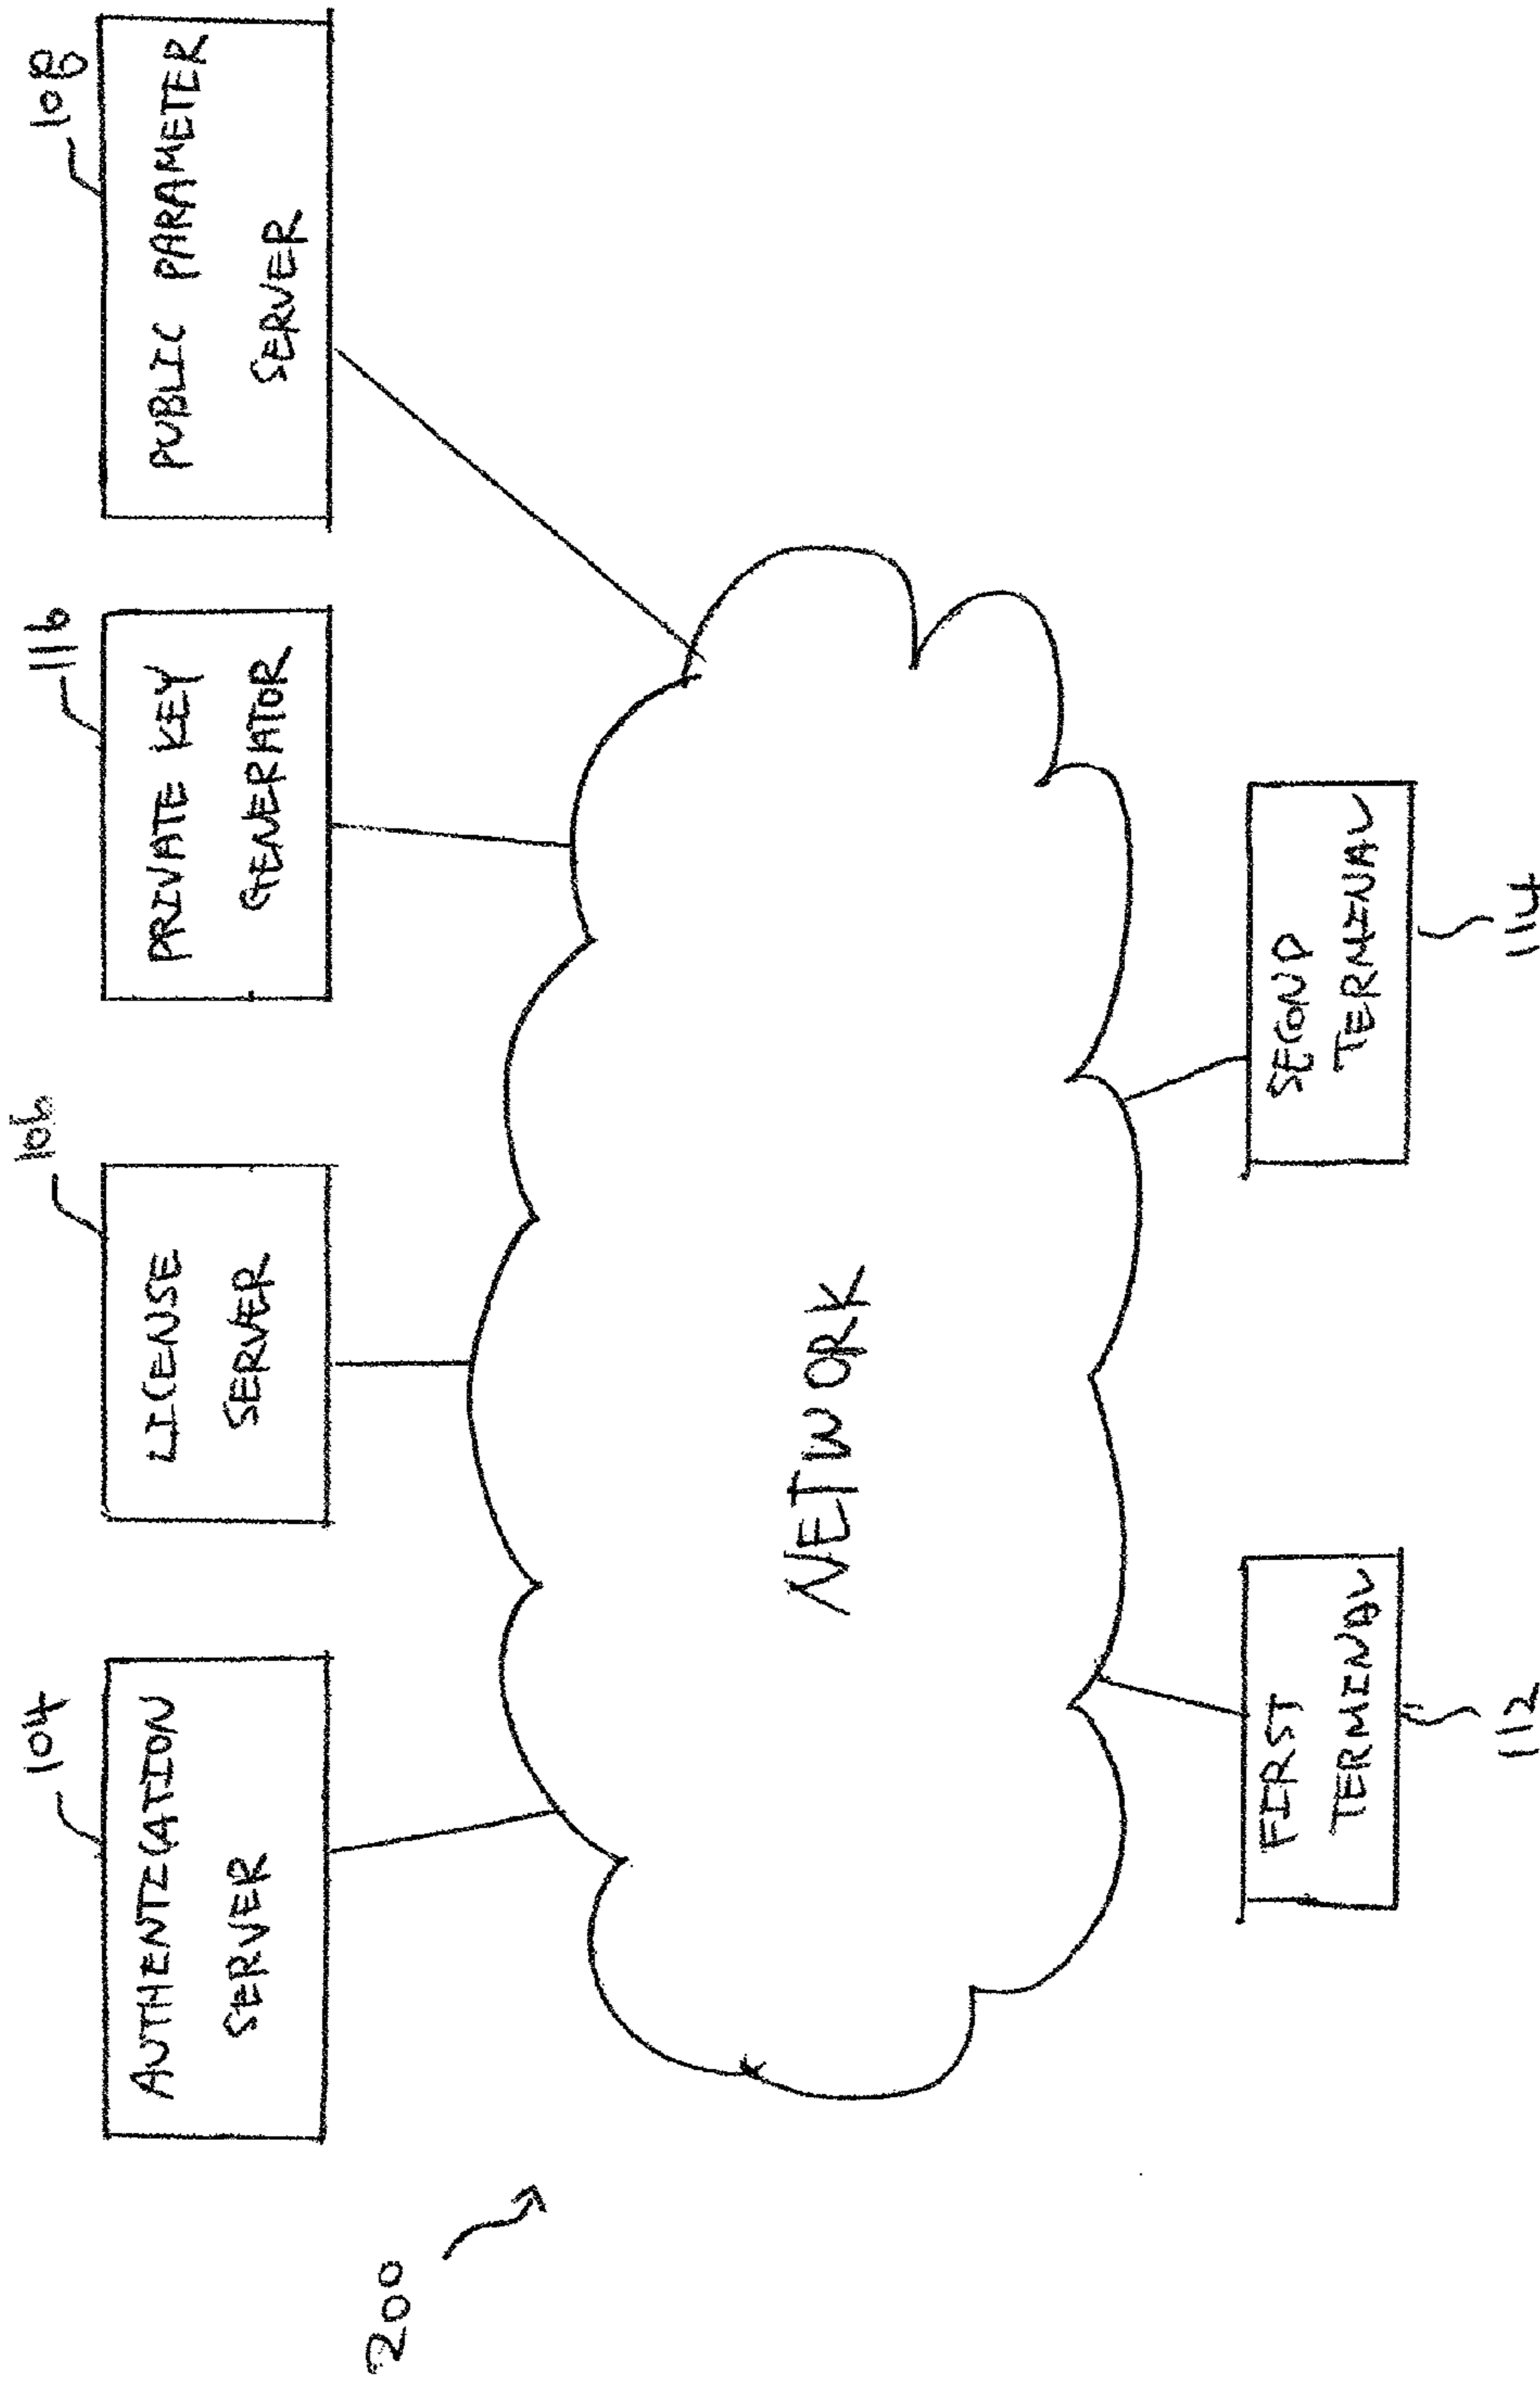 104
AUTHENTICATION
SERVER
106
LICENSE
SERVER
116
PRIVATE KEY
GENERATOR
108
PUBLIC PARAMETER
SERVER
NETWORK
FIRST
TERMINAL
112
SECOND
TERMINAL
114
200